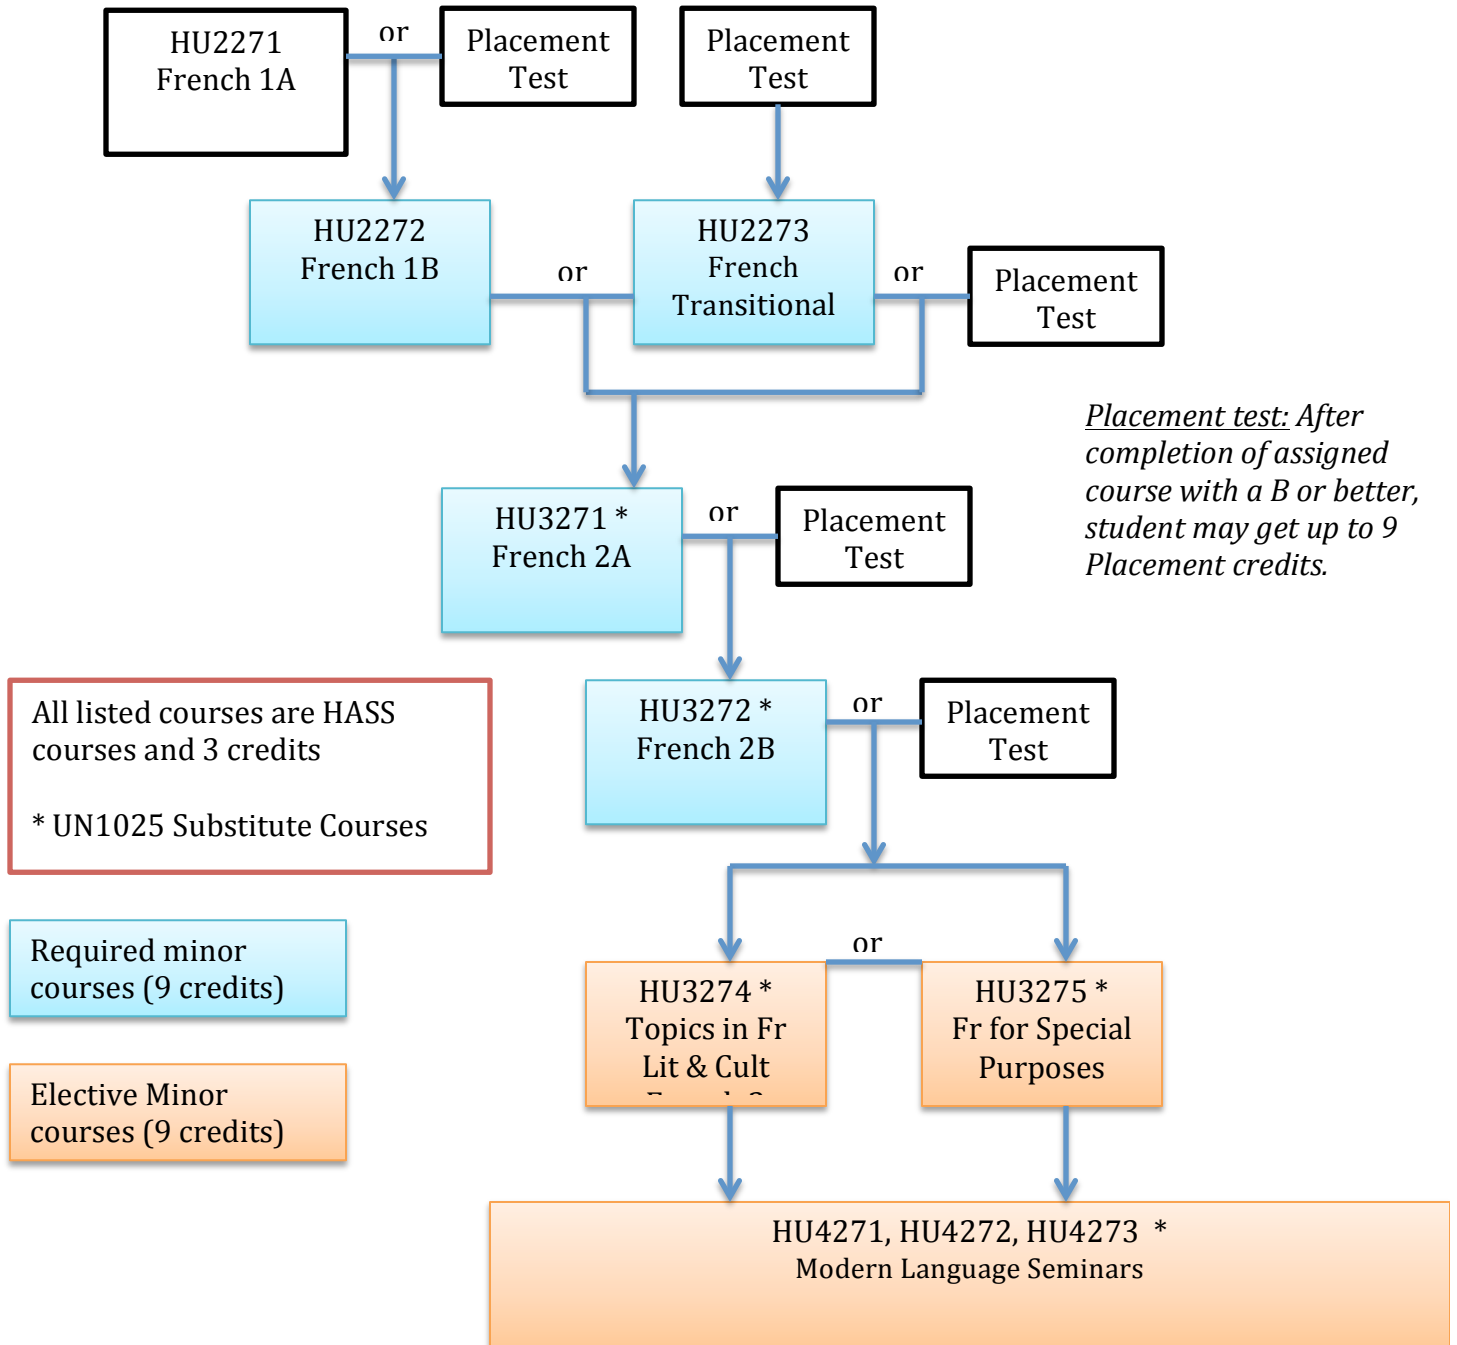 HU2271
French 1A
or
Placement
Test
Placement
Test
HU2272
French 1B
or
HU2273
French
Transitional
or
Placement
Test
Placement test: After
completion of assigned
course with a B or better,
student may get up to 9
Placement credits.
HU3271 *
French 2A
or
Placement
Test
All listed courses are HASS
courses and 3 credits
* UN1025 Substitute Courses
HU3272 *
French 2B
or
Placement
Test
Required minor
courses (9 credits)
Elective Minor
courses (9 credits)
or
HU3274 *
Topics in Fr
Lit & Cult
HU3275 *
Fr for Special
Purposes
HU4271, HU4272, HU4273 *
Modern Language Seminars